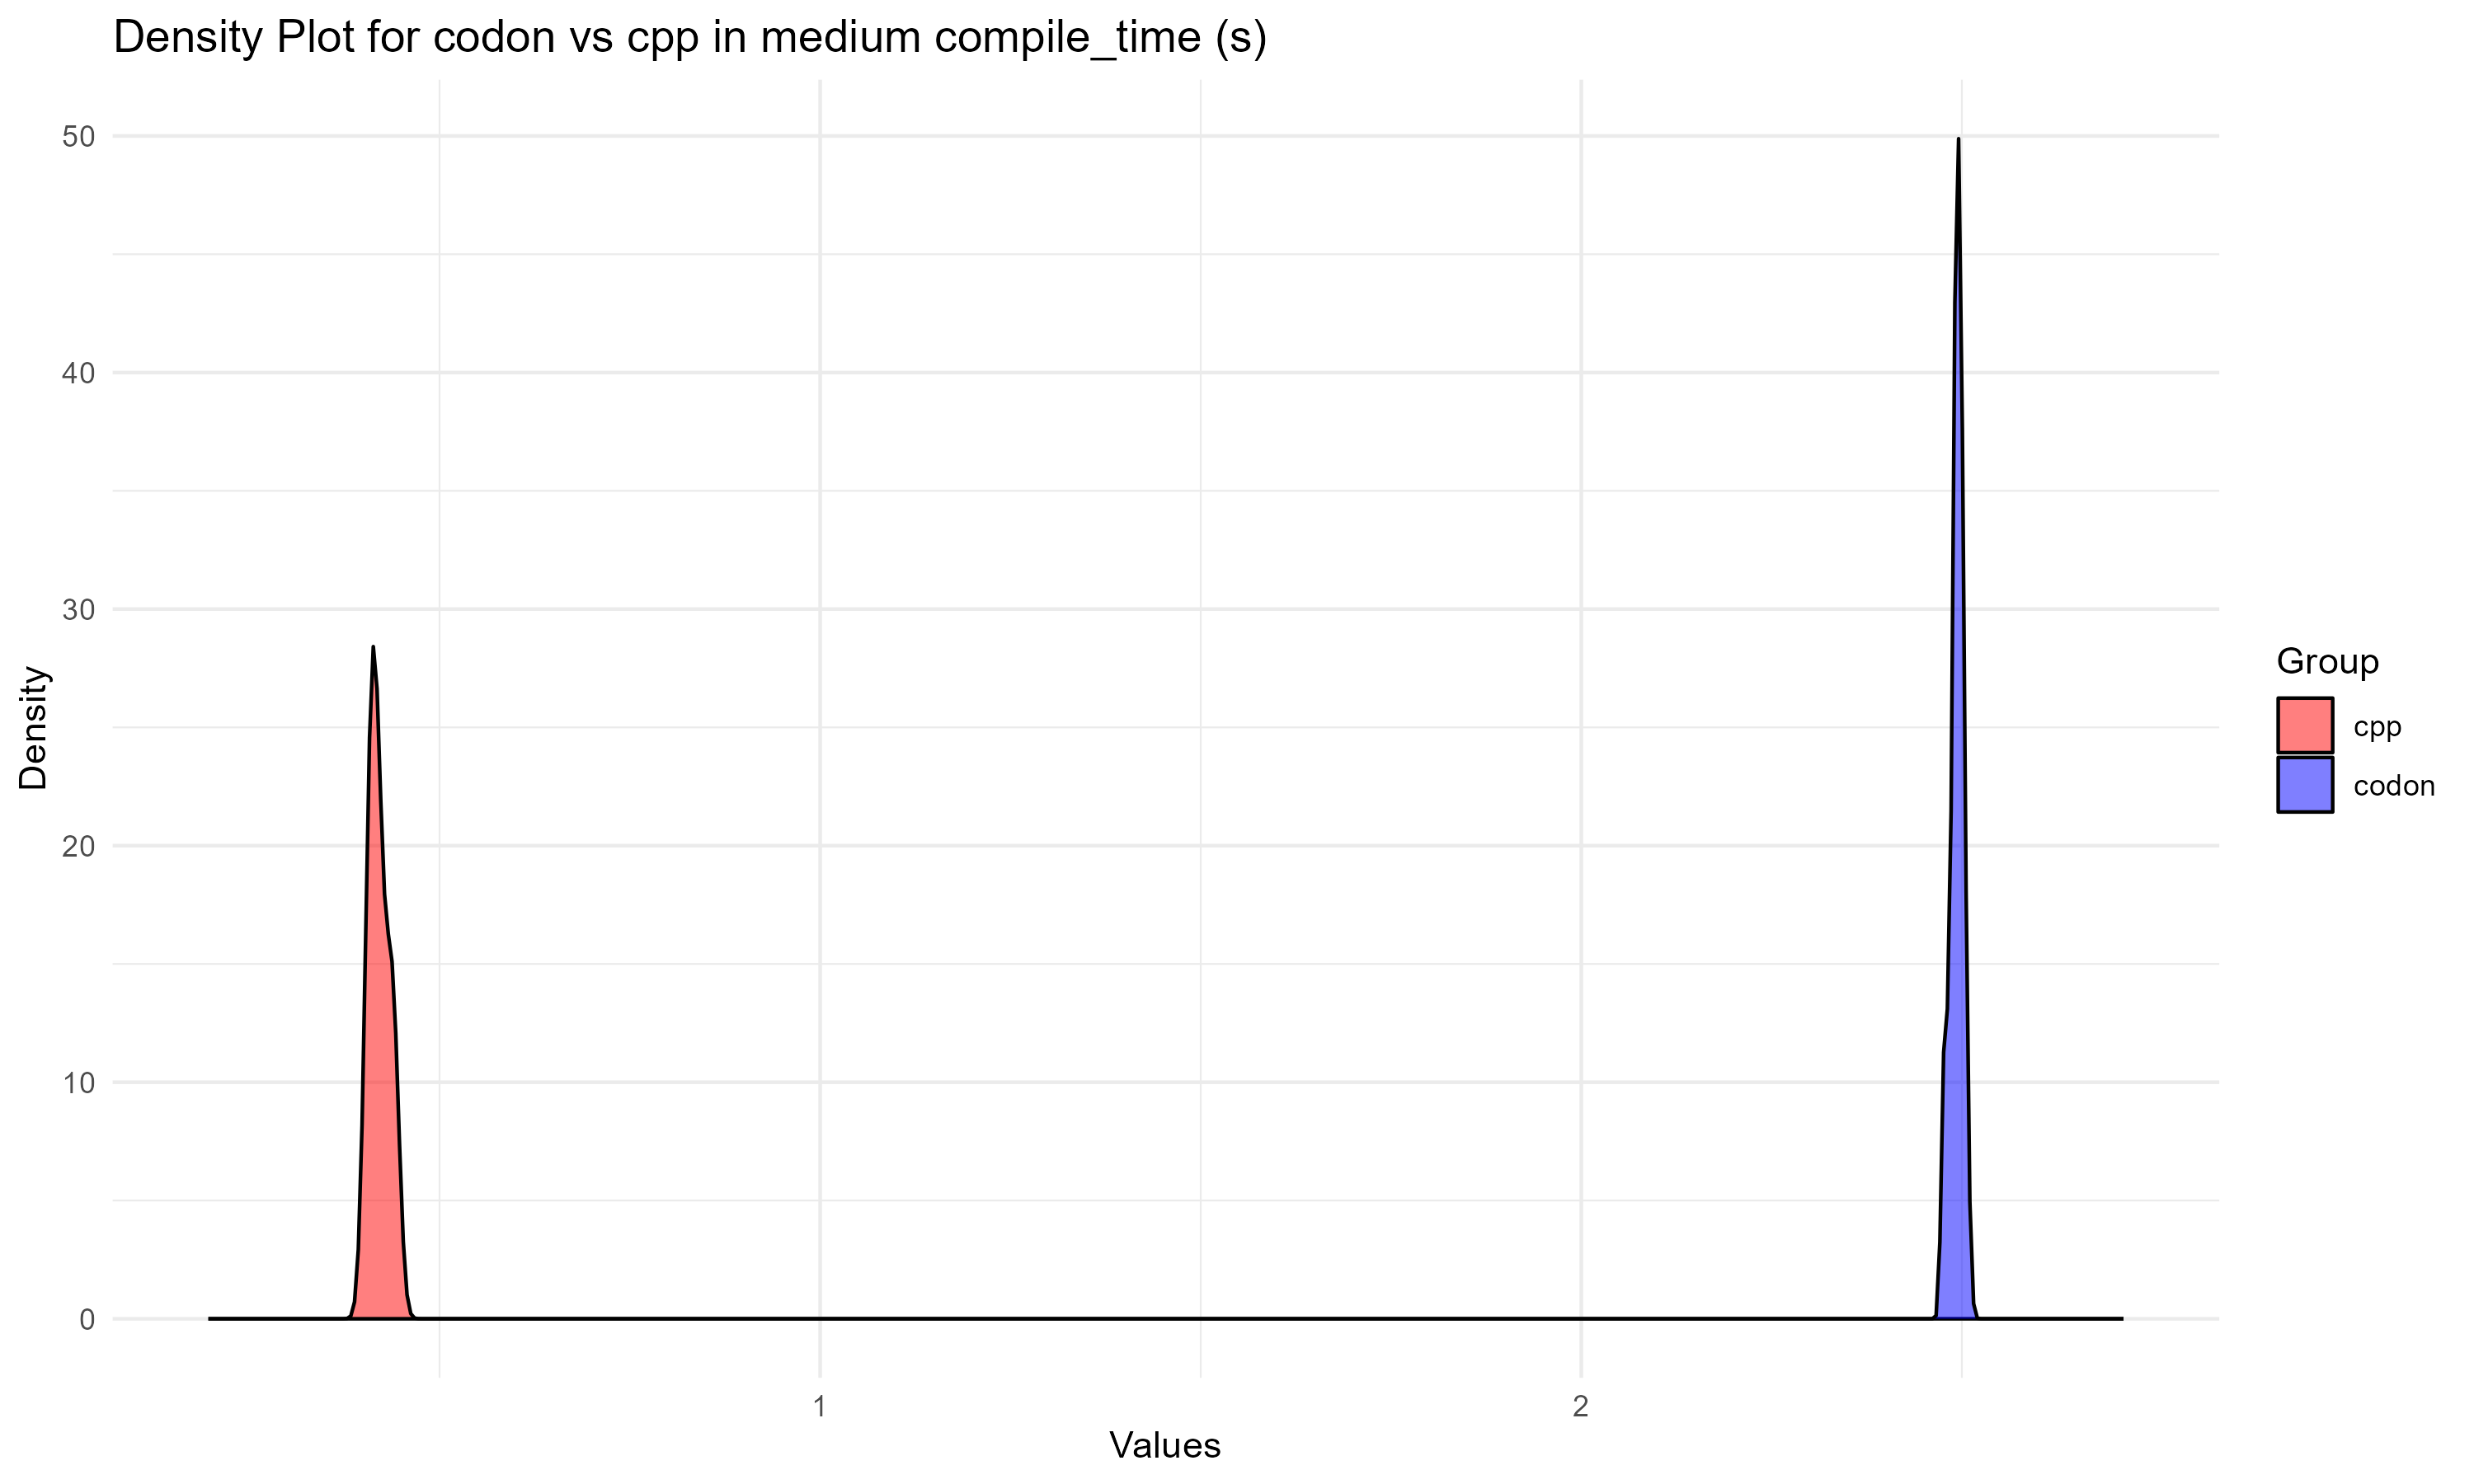 Density Plot for codon vs cpp in medium compile_time (s)
50
40
30
20
10
0
Density
1
2
Values
Group
cpp
codon